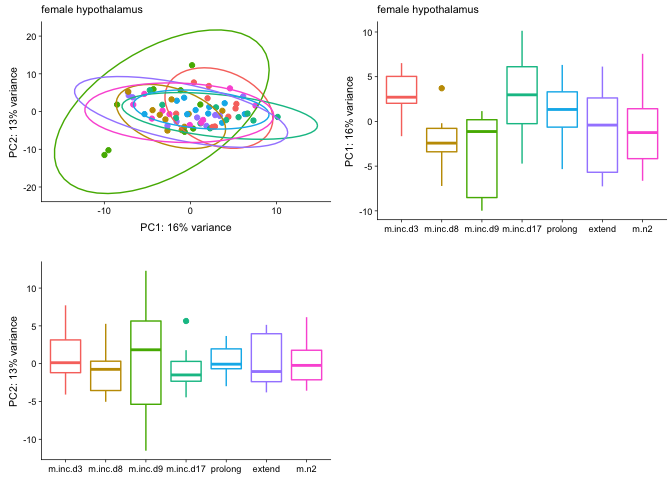 female hypothalamus
20
10
0
-10
-20
PC2: 13% variance
-10
0
10
PC1: 16% variance
female hypothalamus
10
5
0
-5
-10
PC1: 16% variance
m.inc.d3 m.inc.d8 m.inc.d9 m.inc.d17 prolong extend m.n2
10
5
0
-5
-10
PC2: 13% variance
m.inc.d3 m.inc.d8 m.inc.d9 m.inc.d17 prolong extend m.n2